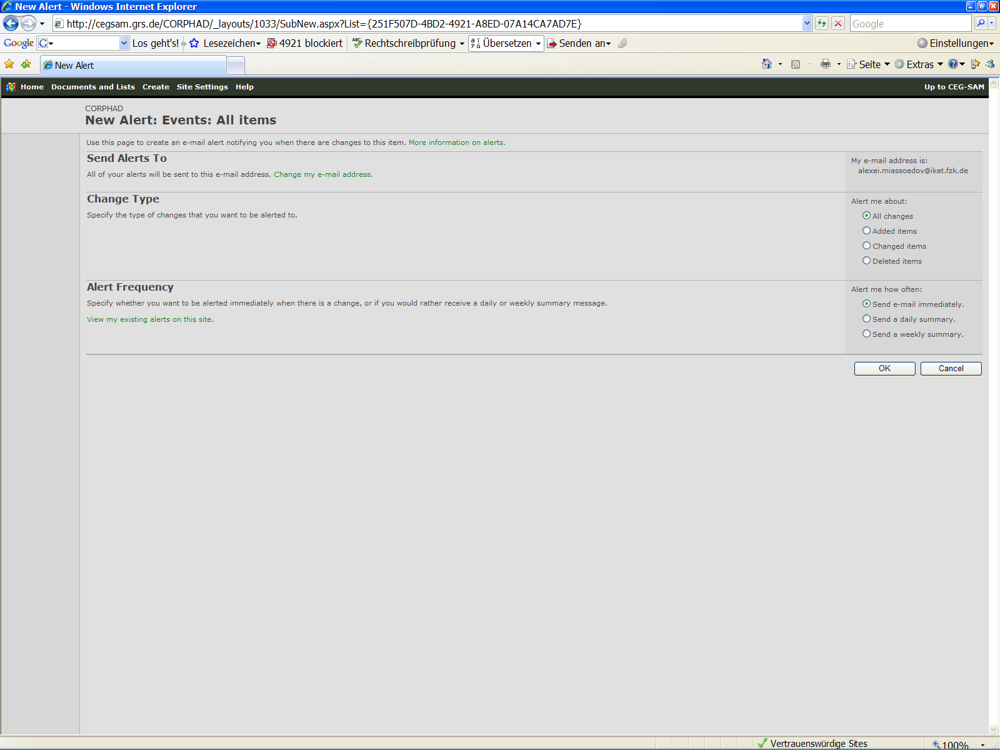 New Alert - Windows Internet Explorer
http://cegsam.grs.de/CORPHAD/_layouts/1033/SubNew.aspx?List={251F507D-4BD2-4921-A8ED-07A14CA7AD7E}
Google
Google G Los geht's! Lesezeichen 4921 blockiert ABC Rechtschreibprüfung Übersetzen Senden an Einstellungen
New Alert Seite Extras
Home Documents and Lists Create Site Settings Help Up to CEG-SAM
CORPHAD
New Alert: Events: All items
Use this page to create an e-mail alert notifying you when there are changes to this item. More information on alerts.
Send Alerts To
All of your alerts will be sent to this e-mail address. Change my e-mail address.
My e-mail address is:
alexei.miassoedov@iket.fzk.de
Change Type
Specify the type of changes that you want to be alerted to.
Alert me about:
All changes
Added items
Changed items
Deleted items
Alert Frequency
Specify whether you want to be alerted immediately when there is a change, or if you would rather receive a daily or weekly summary message.
View my existing alerts on this site.
Alert me how often:
Send e-mail immediately.
Send a daily summary.
Send a weekly summary.
OK Cancel
Vertrauenswürdige Sites 100%